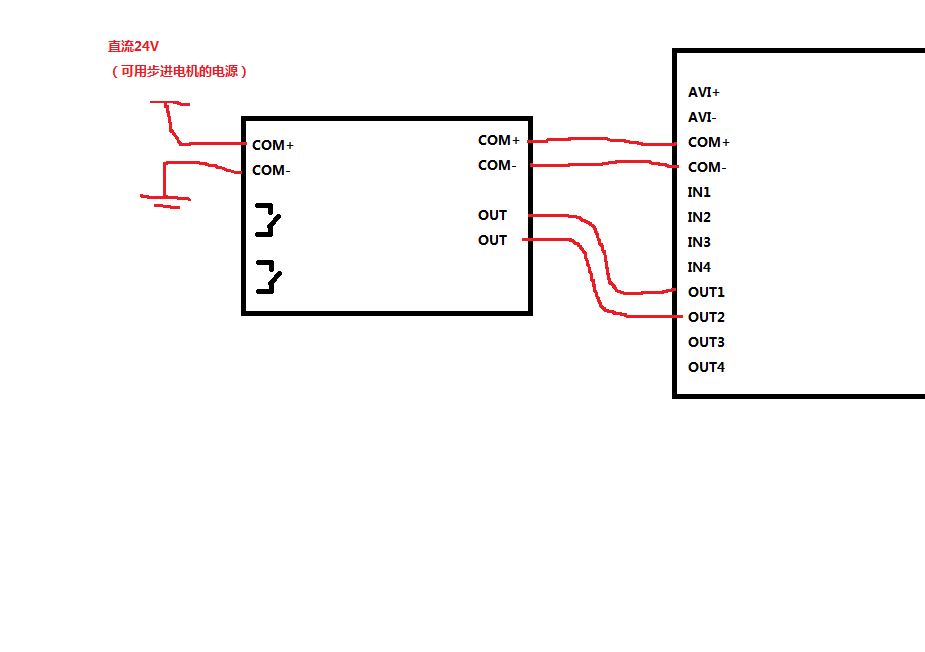 直流24V
（可用步进电机的电源）
COM+
COM-
COM+
COM-
OUT
OUT
AVI+
AVI-
COM+
COM-
IN1
IN2
IN3
IN4
OUT1
OUT2
OUT3
OUT4